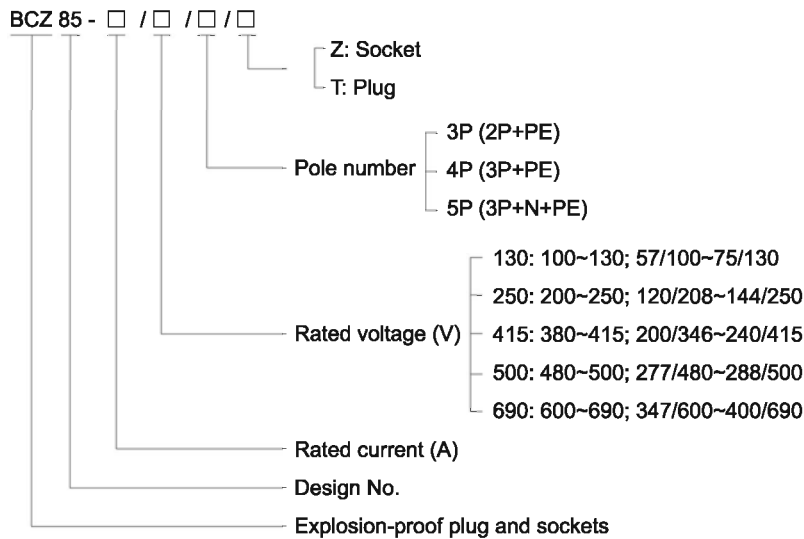 BCZ 85 - □ / □ / □ / □
Z: Socket
T: Plug
3P (2P+PE)
Pole number
4P (3P+PE)
5P (3P+N+PE)
130: 100~130; 57/100~75/130
250: 200~250; 120/208~144/250
Rated voltage (V)
415: 380~415; 200/346~240/415
500: 480~500; 277/480~288/500
690: 600~690; 347/600~400/690
Rated current (A)
Design No.
Explosion-proof plug and sockets